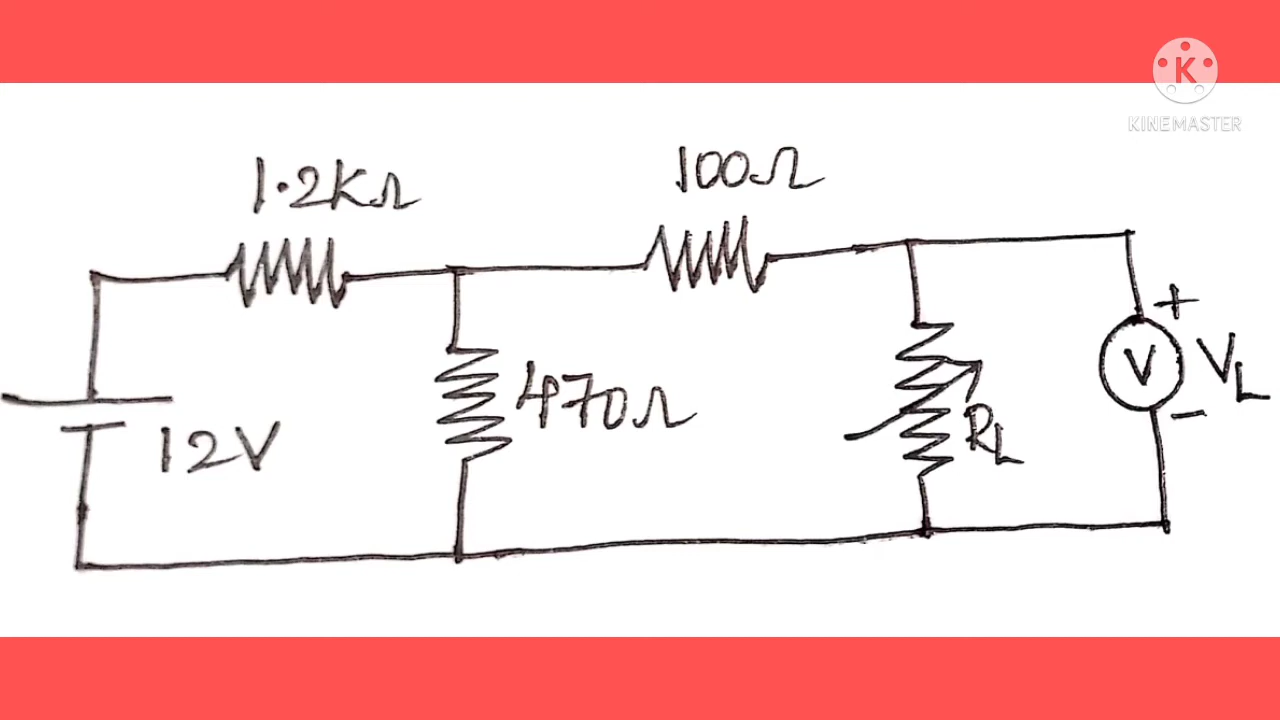 K
KINEMASTER
1.2KΩ
100Ω
12V
470Ω
RL
V
+
VL
−